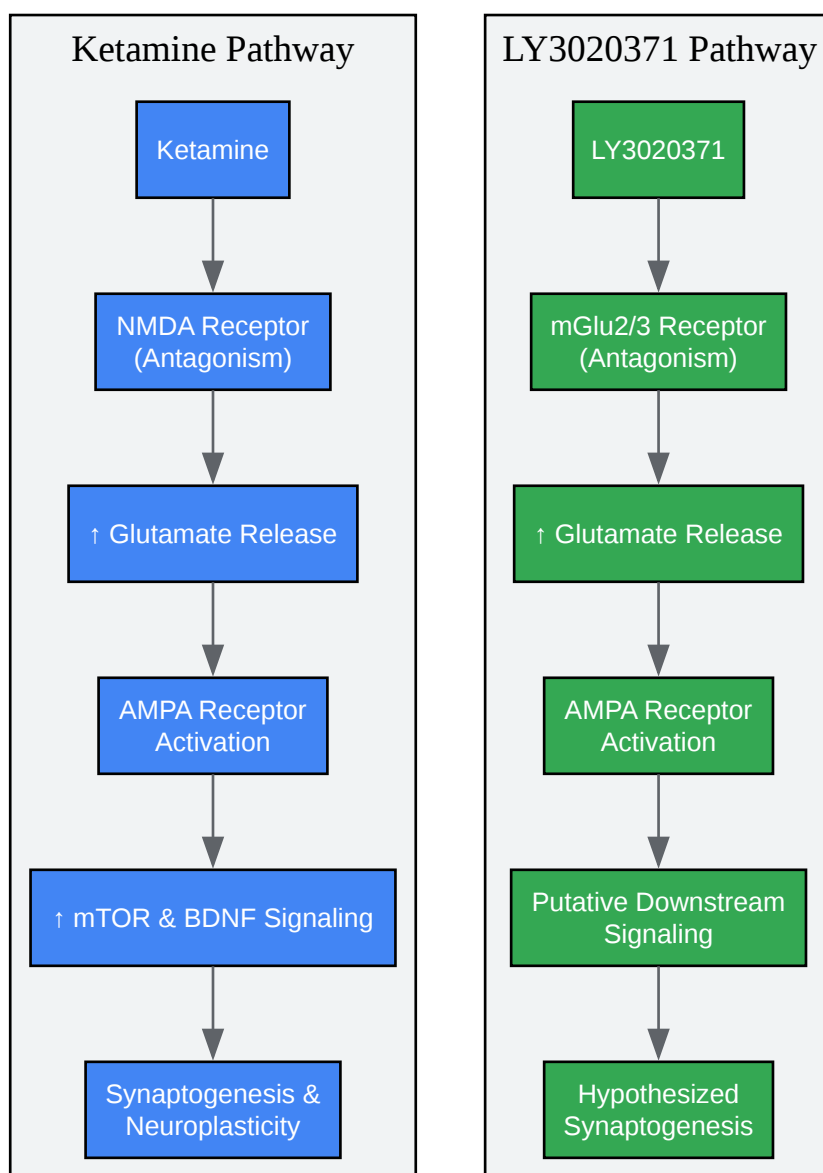 Ketamine Pathway
Ketamine
NMDA Receptor
(Antagonism)
↑ Glutamate Release
AMPA Receptor
Activation
↑ mTOR & BDNF Signaling
Synaptogenesis &
Neuroplasticity
LY3020371 Pathway
LY3020371
mGlu2/3 Receptor
(Antagonism)
↑ Glutamate Release
AMPA Receptor
Activation
Putative Downstream
Signaling
Hypothesized
Synaptogenesis